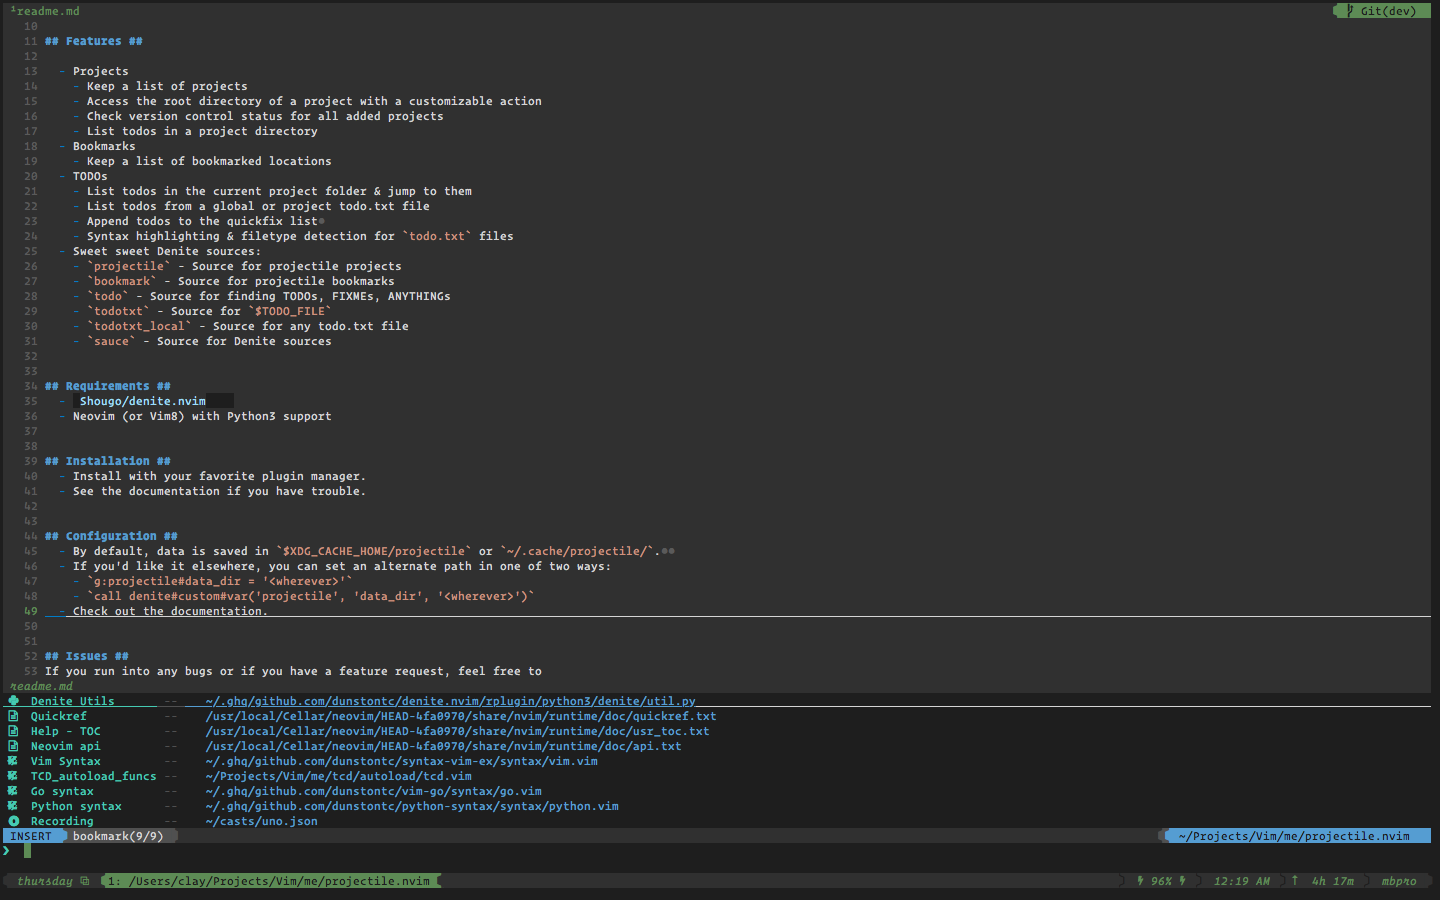 ¹readme.md Git(dev)
10
11 ## Features ##
12
13 - Projects
14 - Keep a list of projects
15 - Access the root directory of a project with a customizable action
16 - Check version control status for all added projects
17 - List todos in a project directory
18 - Bookmarks
19 - Keep a list of bookmarked locations
20 - TODOs
21 - List todos in the current project folder & jump to them
22 - List todos from a global or project todo.txt file
23 - Append todos to the quickfix list•
24 - Syntax highlighting & filetype detection for `todo.txt` files
25 - Sweet sweet Denite sources:
26 - `projectile` - Source for projectile projects
27 - `bookmark` - Source for projectile bookmarks
28 - `todo` - Source for finding TODOs, FIXMEs, ANYTHINGs
29 - `todotxt` - Source for `$TODO_FILE`
30 - `todotxt_local` - Source for any todo.txt file
31 - `sauce` - Source for Denite sources
32
33
34 ## Requirements ##
35 - Shougo/denite.nvim
36 - Neovim (or Vim8) with Python3 support
37
38
39 ## Installation ##
40 - Install with your favorite plugin manager.
41 - See the documentation if you have trouble.
42
43
44 ## Configuration ##
45 - By default, data is saved in `$XDG_CACHE_HOME/projectile` or `~/.cache/projectile/`.••
46 - If you'd like it elsewhere, you can set an alternate path in one of two ways:
47 - `g:projectile#data_dir = '<wherever>'`
48 - `call denite#custom#var('projectile', 'data_dir', '<wherever>')`
49 - Check out the documentation.
50
51
52 ## Issues ##
53 If you run into any bugs or if you have a feature request, feel free to
readme.md
Denite Utils -- ~/.ghq/github.com/dunstontc/denite.nvim/rplugin/python3/denite/util.py
Quickref -- /usr/local/Cellar/neovim/HEAD-4fa0970/share/nvim/runtime/doc/quickref.txt
Help - TOC -- /usr/local/Cellar/neovim/HEAD-4fa0970/share/nvim/runtime/doc/usr_toc.txt
Neovim api -- /usr/local/Cellar/neovim/HEAD-4fa0970/share/nvim/runtime/doc/api.txt
Vim Syntax -- ~/.ghq/github.com/dunstontc/syntax-vim-ex/syntax/vim.vim
TCD_autoload_funcs -- ~/Projects/Vim/me/tcd/autoload/tcd.vim
Go syntax -- ~/.ghq/github.com/dunstontc/vim-go/syntax/go.vim
Python syntax -- ~/.ghq/github.com/dunstontc/python-syntax/syntax/python.vim
Recording -- ~/casts/uno.json
INSERT bookmark(9/9) ~/Projects/Vim/me/projectile.nvim
❯
thursday 1: /Users/clay/Projects/Vim/me/projectile.nvim 96% 12:19 AM ↑ 4h 17m mbpro